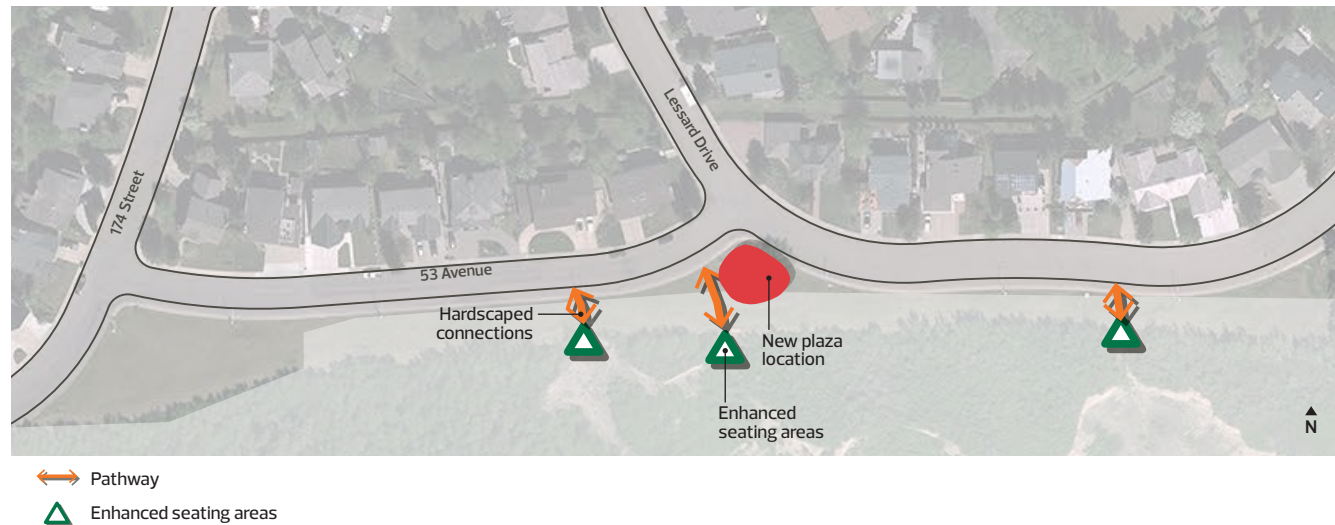 174 Street
Lessard Drive
53 Avenue
Hardscaped
connections
New plaza
location
Enhanced
seating areas
N
Pathway
Enhanced seating areas